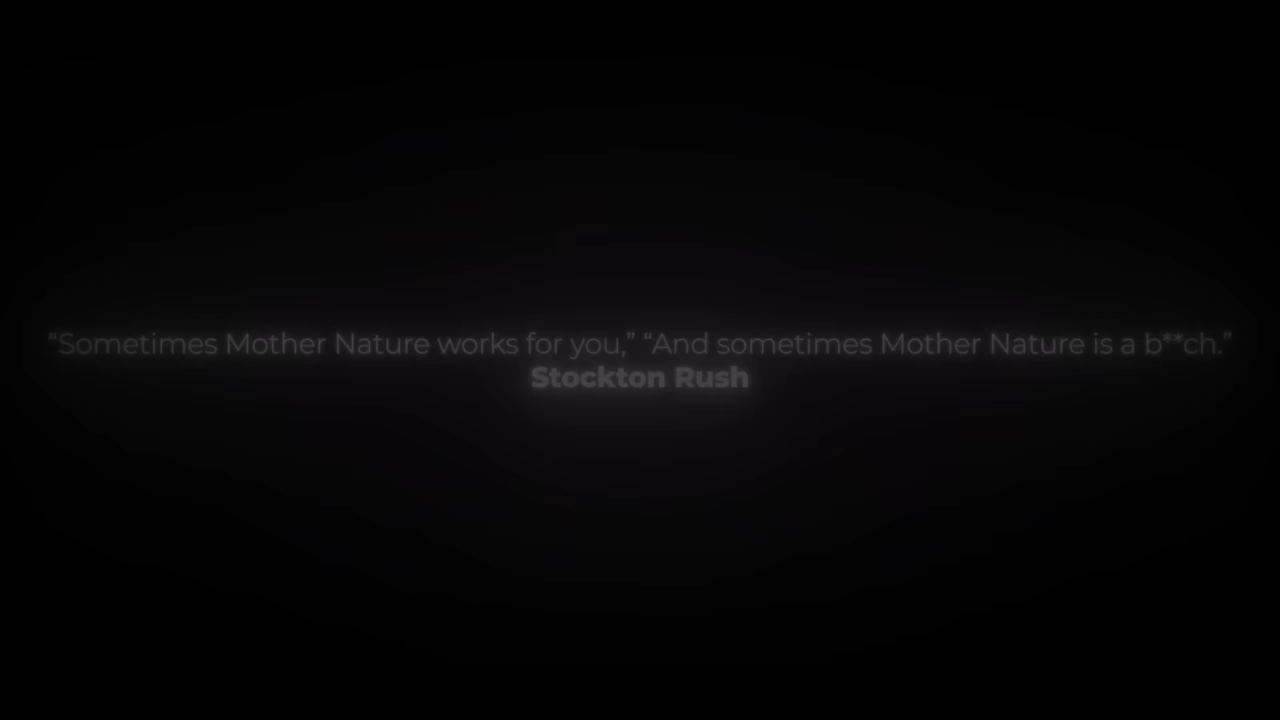 “Sometimes Mother Nature works for you,” “And sometimes Mother Nature is a b**ch.”
Stockton Rush